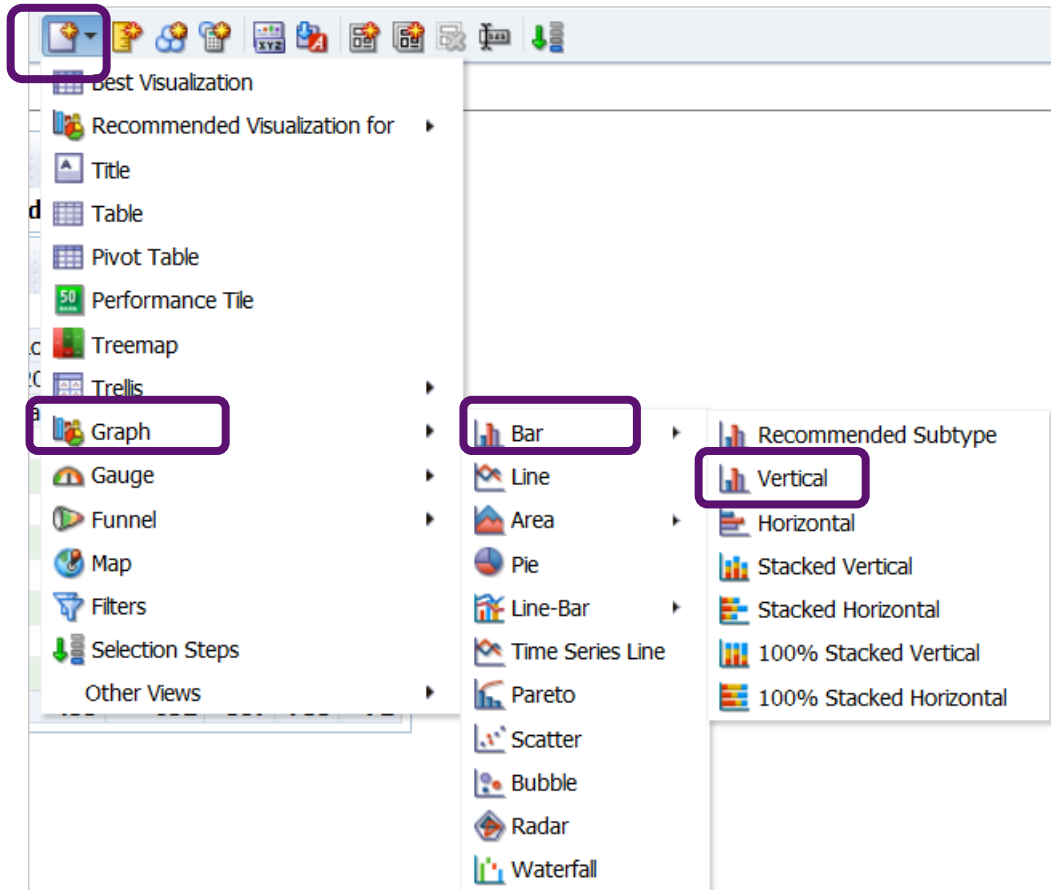 XYZ
A
Best Visualization
Recommended Visualization for
A Title
d Table
Pivot Table
50 Performance Tile
Treemap
Trellis
a Graph
Gauge
Funnel
Map
Filters
Selection Steps
Other Views
Bar
Line
Area
Pie
Line-Bar
Time Series Line
Pareto
Scatter
Bubble
Radar
Waterfall
Recommended Subtype
Vertical
Horizontal
Stacked Vertical
Stacked Horizontal
100% Stacked Vertical
100% Stacked Horizontal